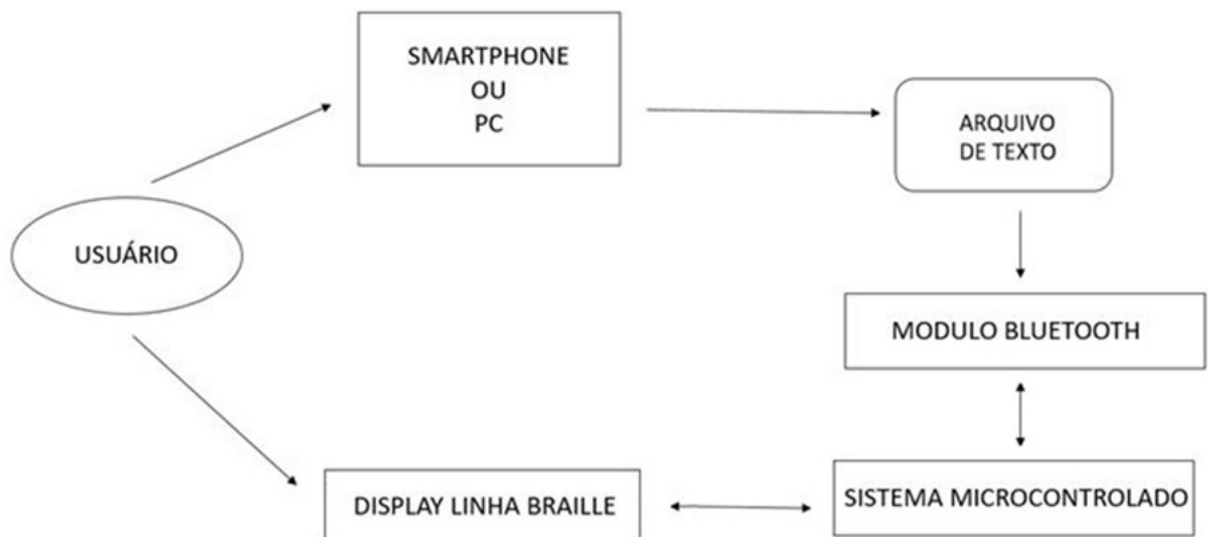 SMARTPHONE
OU
PC
ARQUIVO
DE TEXTO
USUÁRIO
MODULO BLUETOOTH
DISPLAY LINHA BRAILLE
SISTEMA MICROCONTROLADO